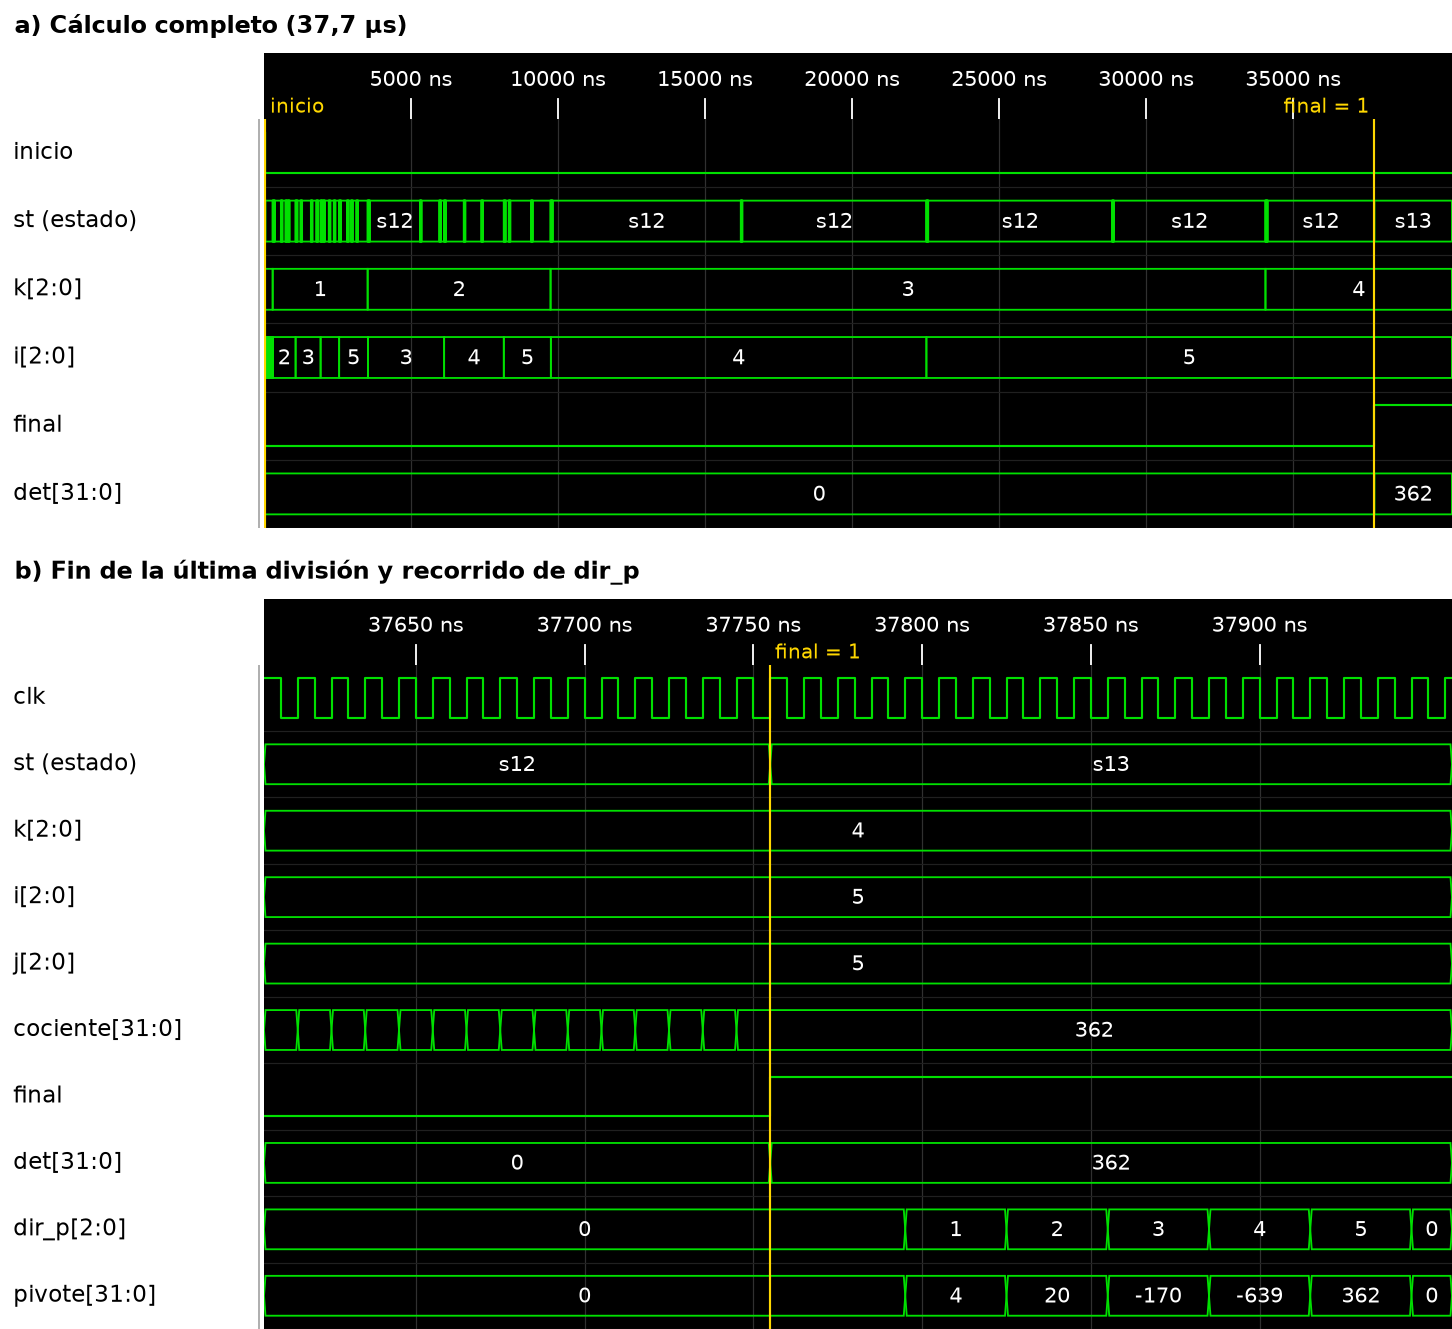 a) Cálculo completo (37,7 µs)
5000 ns 10000 ns 15000 ns 20000 ns 25000 ns 30000 ns 35000 ns
inicio final = 1
inicio
st (estado) s12 s12 s12 s12 s12 s12 s13
k[2:0] 1 2 3 4
i[2:0] 2 3 5 3 4 5 4 5
final
det[31:0] 0 362
b) Fin de la última división y recorrido de dir_p
37650 ns 37700 ns 37750 ns 37800 ns 37850 ns 37900 ns
final = 1
clk
st (estado) s12 s13
k[2:0] 4
i[2:0] 5
j[2:0] 5
cociente[31:0] 362
final
det[31:0] 0 362
dir_p[2:0] 0 1 2 3 4 5 0
pivote[31:0] 0 4 20 -170 -639 362 0